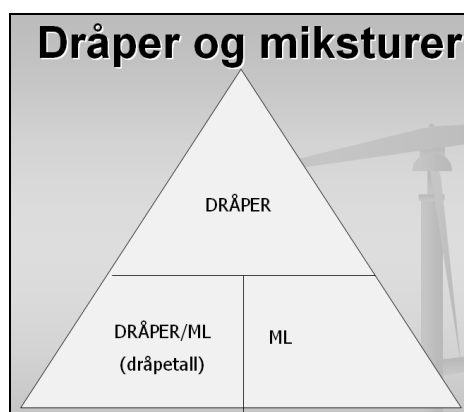 Dråper og miksturer
DRÅPER
DRÅPER/ML
(dråpetall)
ML